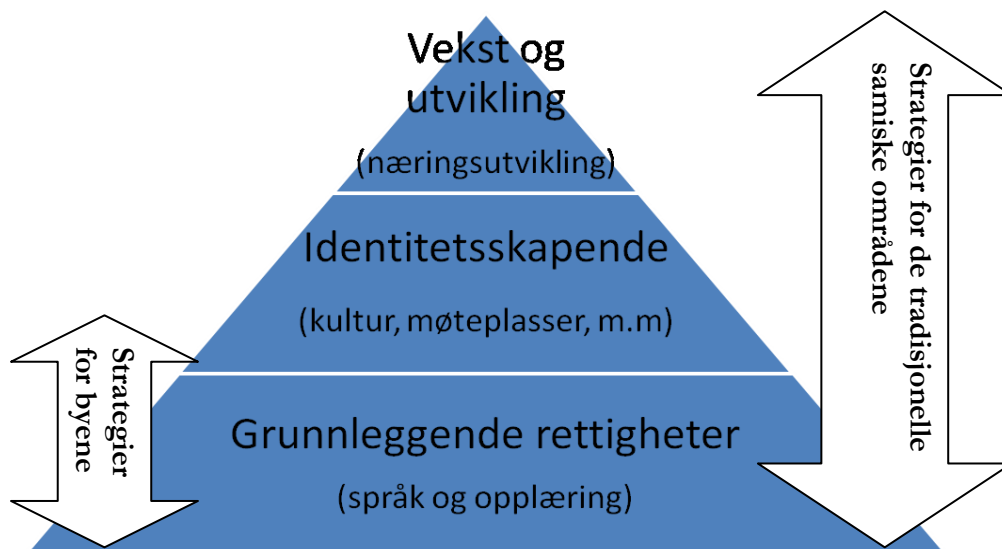 Vekst og
utvikling
(næringsutvikling)
Identitetsskapende
(kultur, møteplasser, m.m)
Grunnleggende rettigheter
(språk og opplæring)
Strategier
for byene
Strategier for de tradisjonelle
samiske områdene